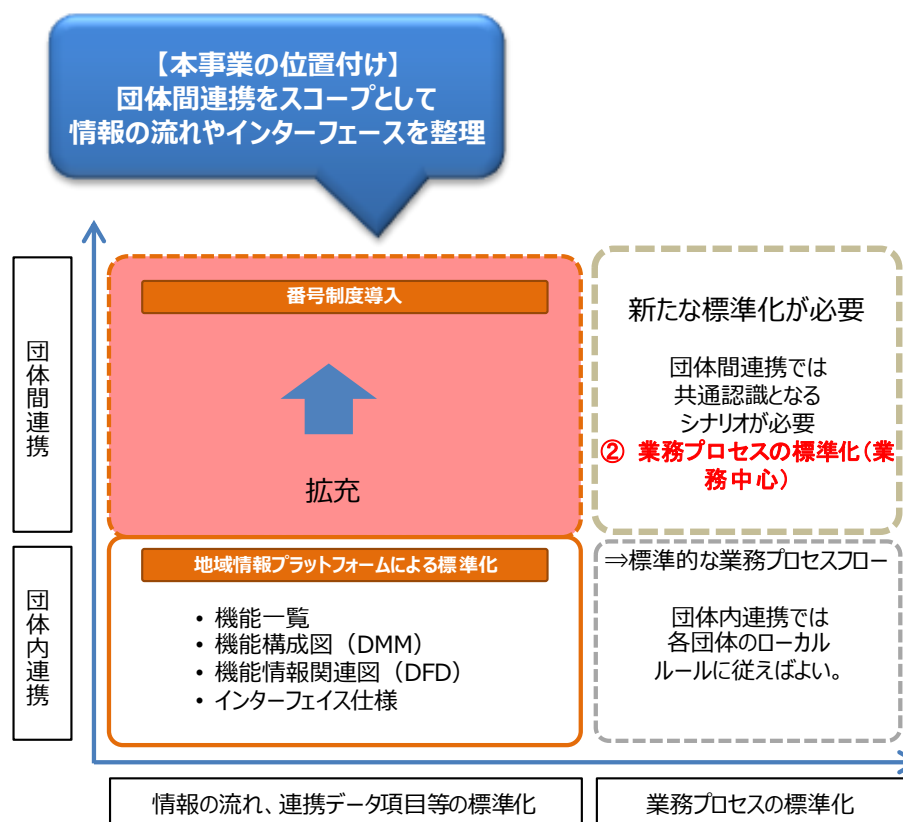 【本事業の位置付け】
団体間連携をスコープとして
情報の流れやインターフェースを整理
団体間連携
番号制度導入
拡充
新たな標準化が必要
団体間連携では
共通認識となる
シナリオが必要
② 業務プロセスの標準化(業
務中心)
団体内連携
地域情報プラットフォームによる標準化
• 機能一覧
• 機能構成図(DMM)
• 機能情報関連図(DFD)
• インターフェイス仕様
⇒標準的な業務プロセスフロー
団体内連携では
各団体のローカル
ルールに従えばよい。
情報の流れ、連携データ項目等の標準化
業務プロセスの標準化